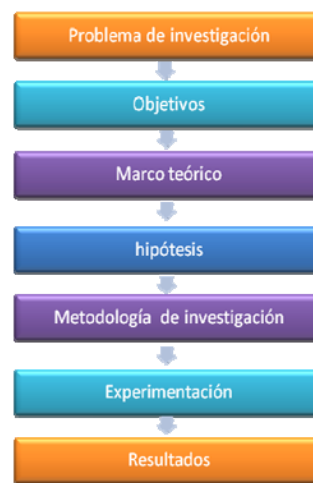 Problema de investigación
Objetivos
Marco teórico
hipótesis
Metodología de investigación
Experimentación
Resultados